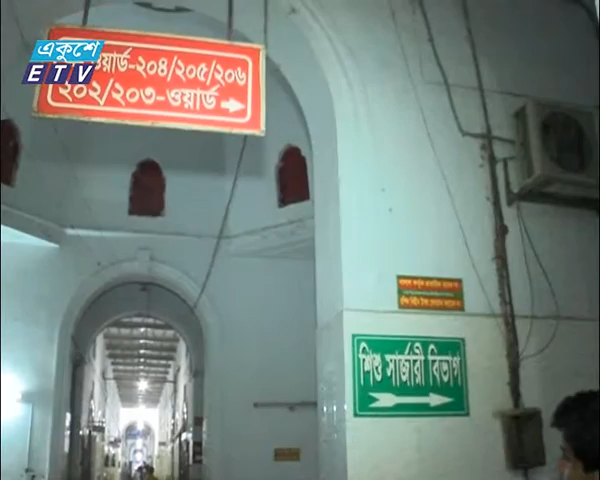 একুশে
ETV
ওয়ার্ড-২০৪/২০৫/২০৬
২০২/২০৩-ওয়ার্ড
শিশু সার্জারী বিভাগ